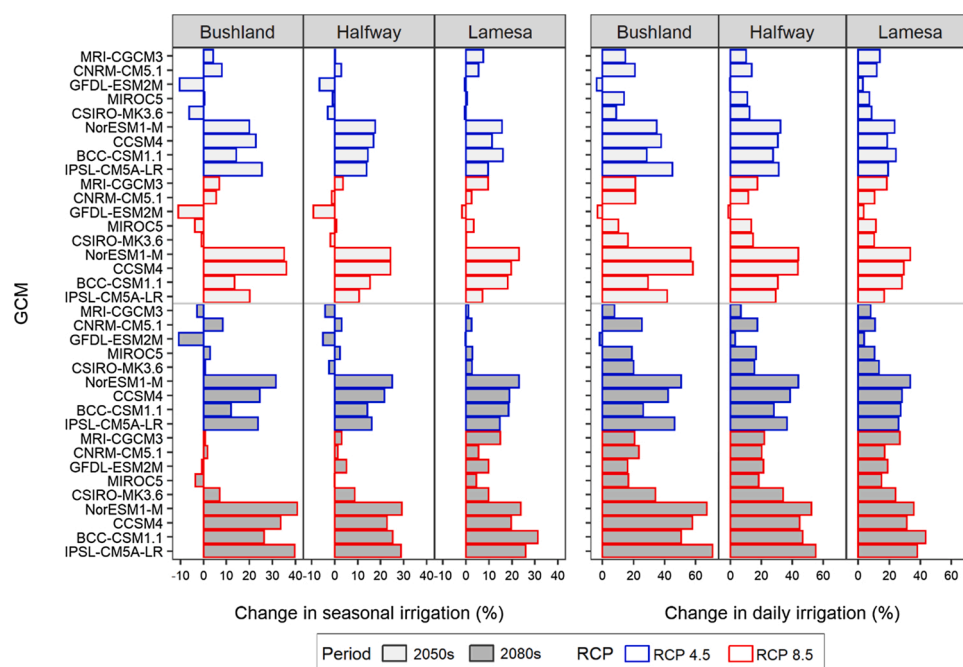 Bushland Halfway Lamesa Bushland Halfway Lamesa
GCM
MRI-CGCM3
CNRM-CM5.1
GFDL-ESM2M
MIROC5
CSIRO-MK3.6
NorESM1-M
CCSM4
BCC-CSM1.1
IPSL-CM5A-LR
MRI-CGCM3
CNRM-CM5.1
GFDL-ESM2M
MIROC5
CSIRO-MK3.6
NorESM1-M
CCSM4
BCC-CSM1.1
IPSL-CM5A-LR
MRI-CGCM3
CNRM-CM5.1
GFDL-ESM2M
MIROC5
CSIRO-MK3.6
NorESM1-M
CCSM4
BCC-CSM1.1
IPSL-CM5A-LR
MRI-CGCM3
CNRM-CM5.1
GFDL-ESM2M
MIROC5
CSIRO-MK3.6
NorESM1-M
CCSM4
BCC-CSM1.1
IPSL-CM5A-LR
-10 0 10 20 30 40 -10 0 10 20 30 40 -10 0 10 20 30 40 0 20 40 60 0 20 40 60 0 20 40 60
Change in seasonal irrigation (%) Change in daily irrigation (%)
Period 2050s 2080s RCP RCP 4.5 RCP 8.5